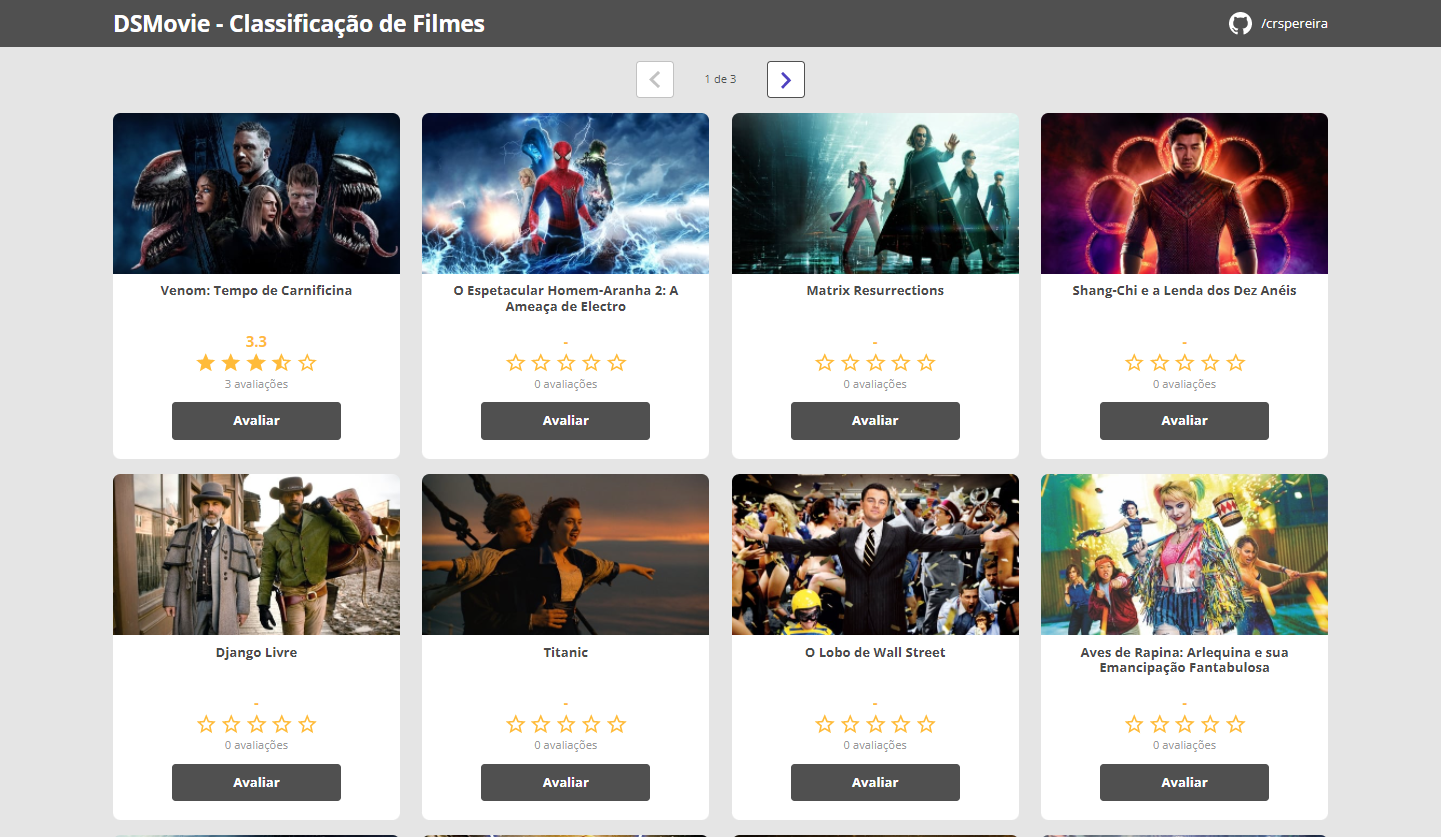 DSMovie - Classificação de Filmes
/crspereira
1 de 3
Venom: Tempo de Carnificina
3.3
3 avaliações
Avaliar
O Espetacular Homem-Aranha 2: A
Ameaça de Electro
-
0 avaliações
Avaliar
Matrix Resurrections
-
0 avaliações
Avaliar
Shang-Chi e a Lenda dos Dez Anéis
-
0 avaliações
Avaliar
Django Livre
-
0 avaliações
Avaliar
Titanic
-
0 avaliações
Avaliar
O Lobo de Wall Street
-
0 avaliações
Avaliar
Aves de Rapina: Arlequina e sua
Emancipação Fantabulosa
-
0 avaliações
Avaliar